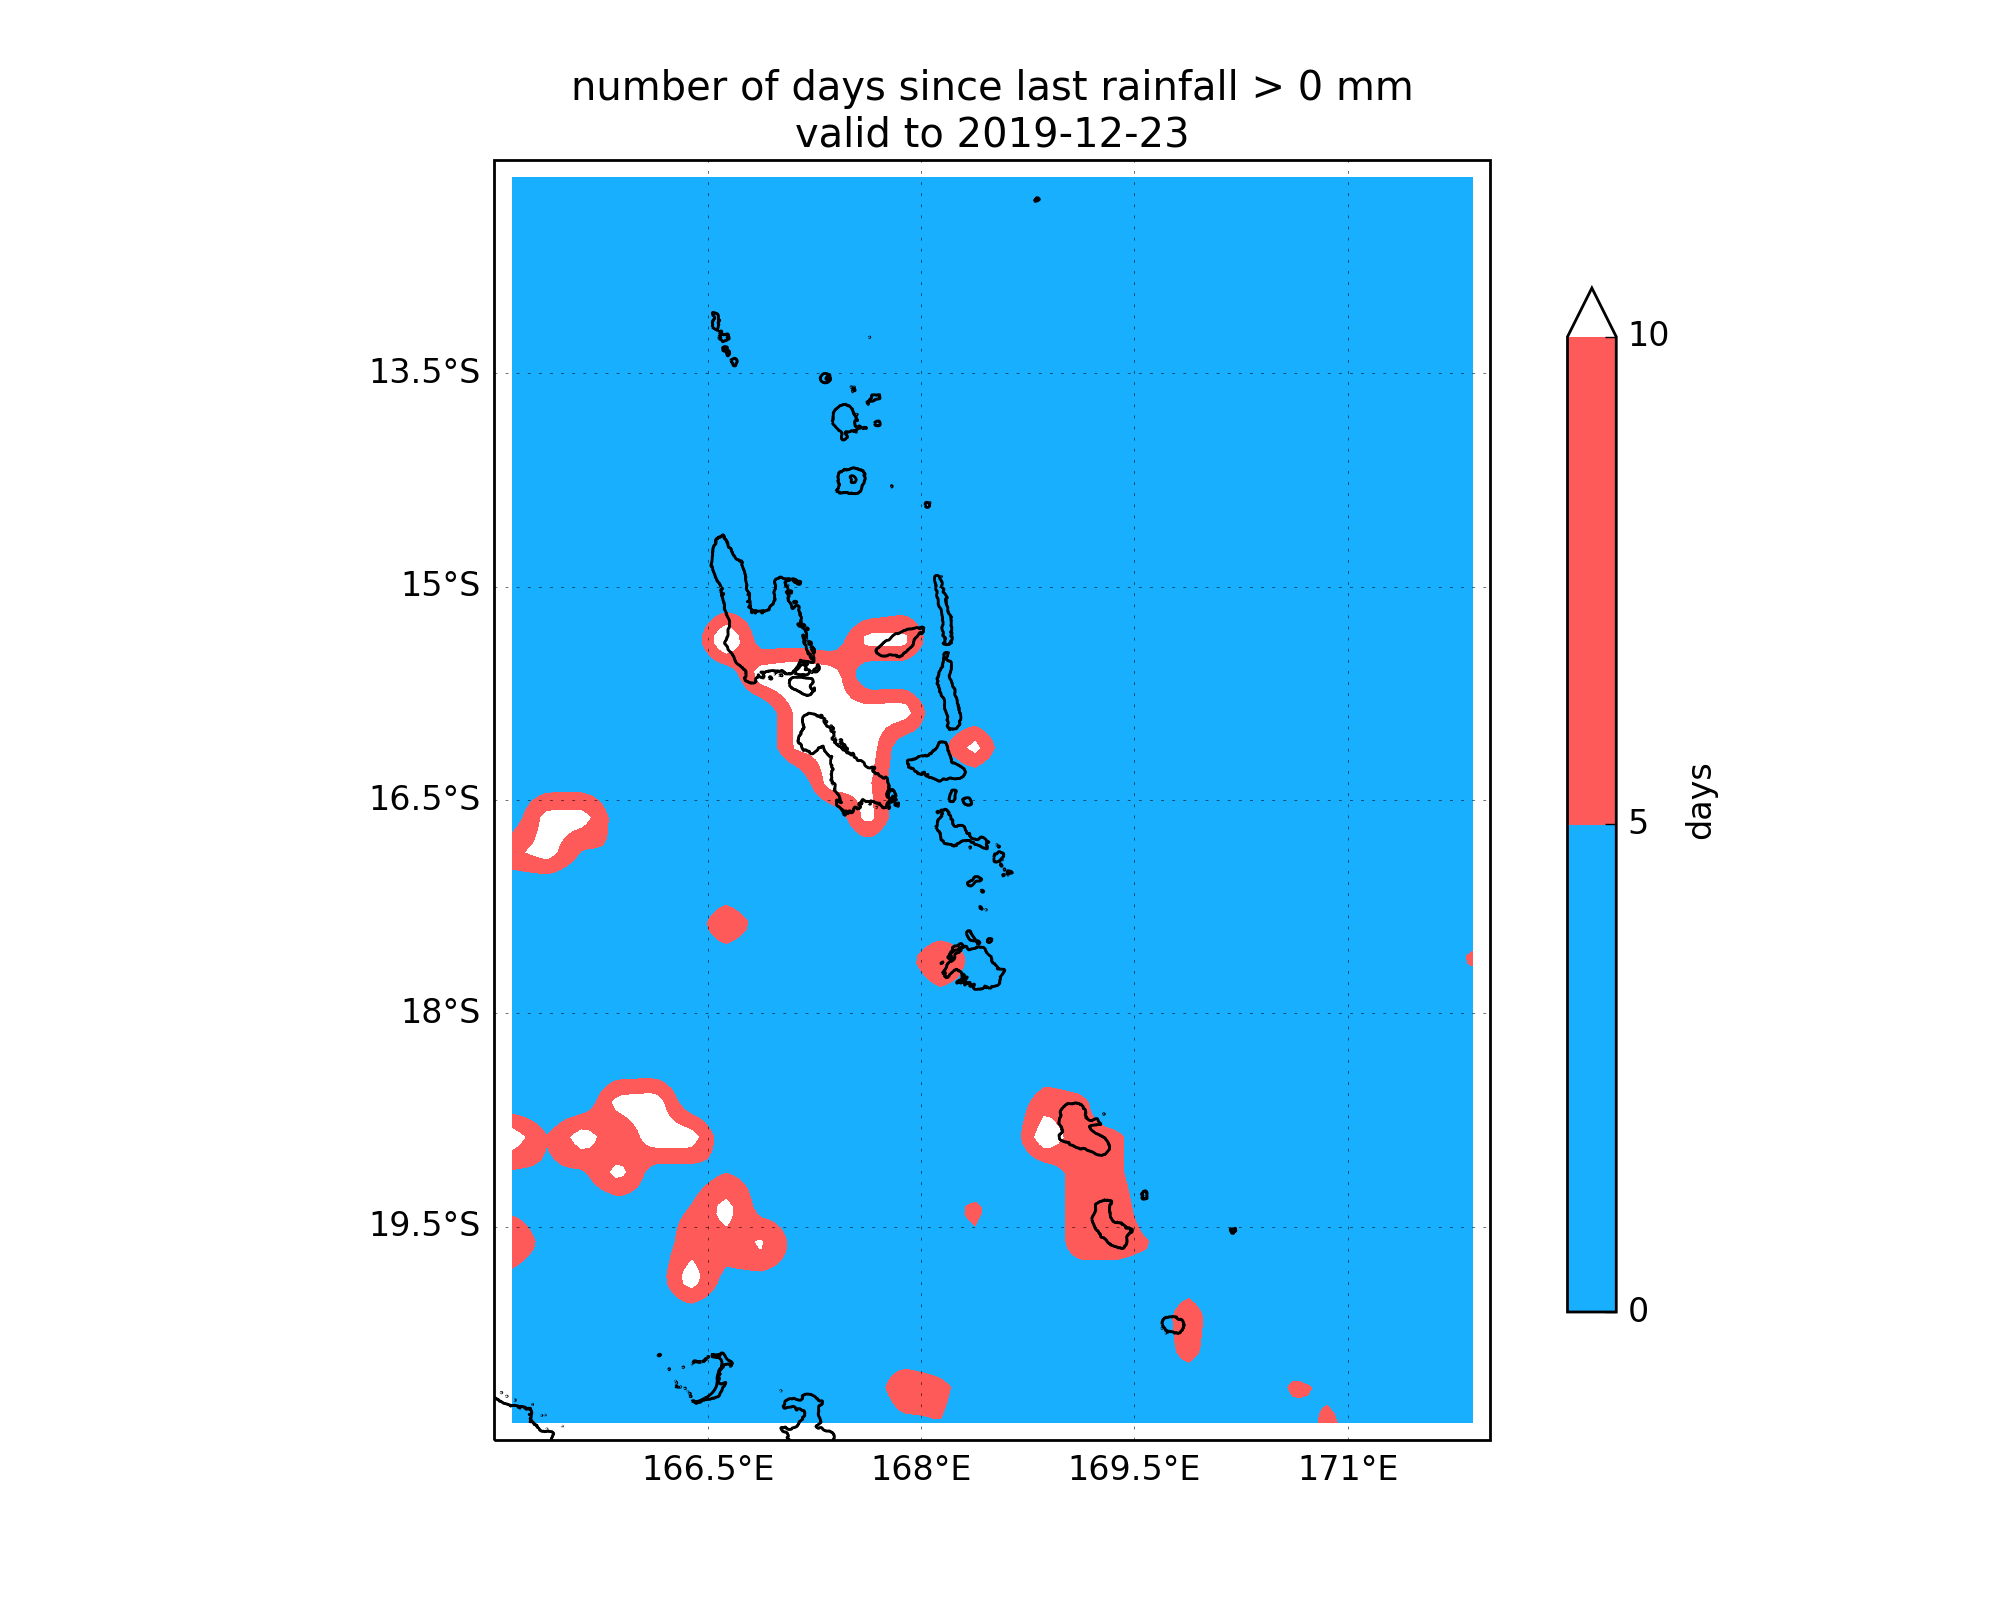 number of days since last rainfall > 0 mm
valid to 2019-12-23
13.5°S
15°S
16.5°S
18°S
19.5°S
166.5°E
168°E
169.5°E
171°E
10
5
0
days